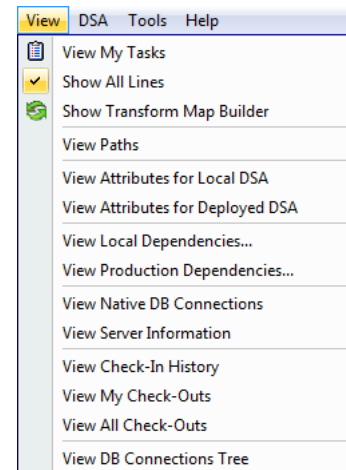 View DSA Tools Help
View My Tasks
Show All Lines
Show Transform Map Builder
View Paths
View Attributes for Local DSA
View Attributes for Deployed DSA
View Local Dependencies...
View Production Dependencies...
View Native DB Connections
View Server Information
View Check-In History
View My Check-Outs
View All Check-Outs
View DB Connections Tree